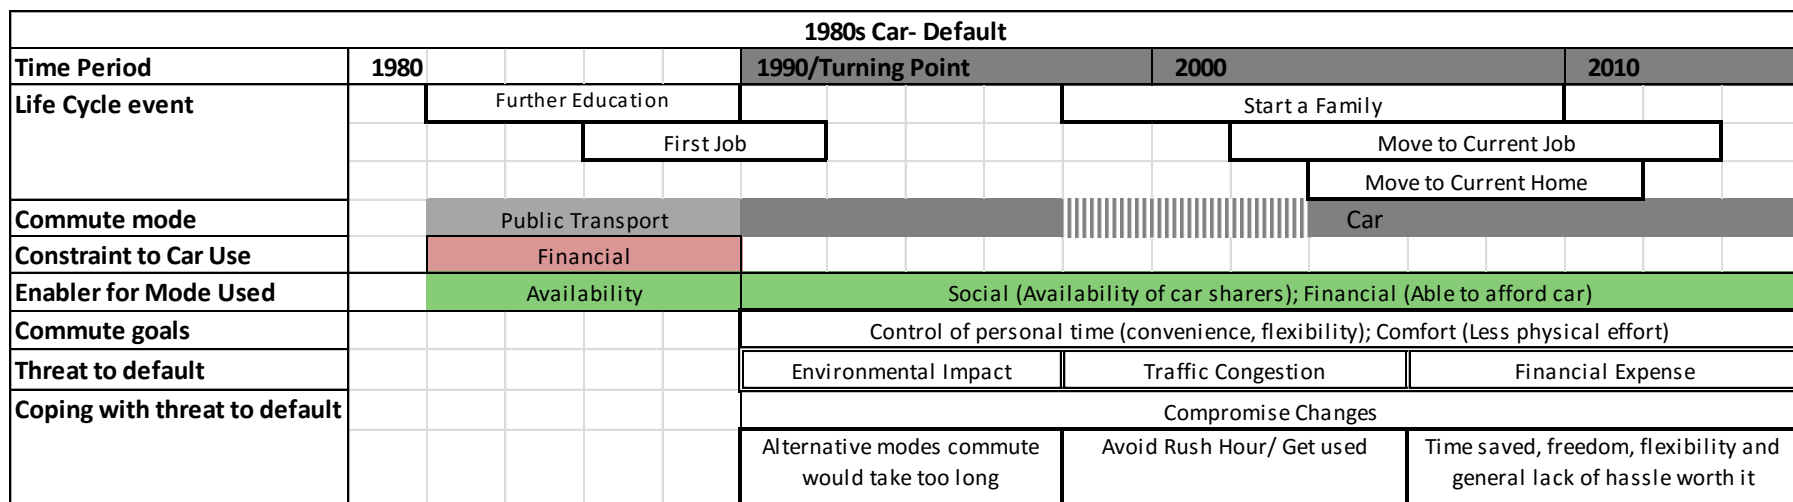 1980s Car- Default
Time Period 1980 1990/Turning Point 2000 2010
Life Cycle event Further Education Start a Family
First Job Move to Current Job
Move to Current Home
Commute mode Public Transport Car
Constraint to Car Use Financial
Enabler for Mode Used Availability Social (Availability of car sharers); Financial (Able to afford car)
Commute goals Control of personal time (convenience, flexibility); Comfort (Less physical effort)
Threat to default Environmental Impact Traffic Congestion Financial Expense
Coping with threat to default Compromise Changes
Alternative modes commute would take too long Avoid Rush Hour/ Get used Time saved, freedom, flexibility and general lack of hassle worth it